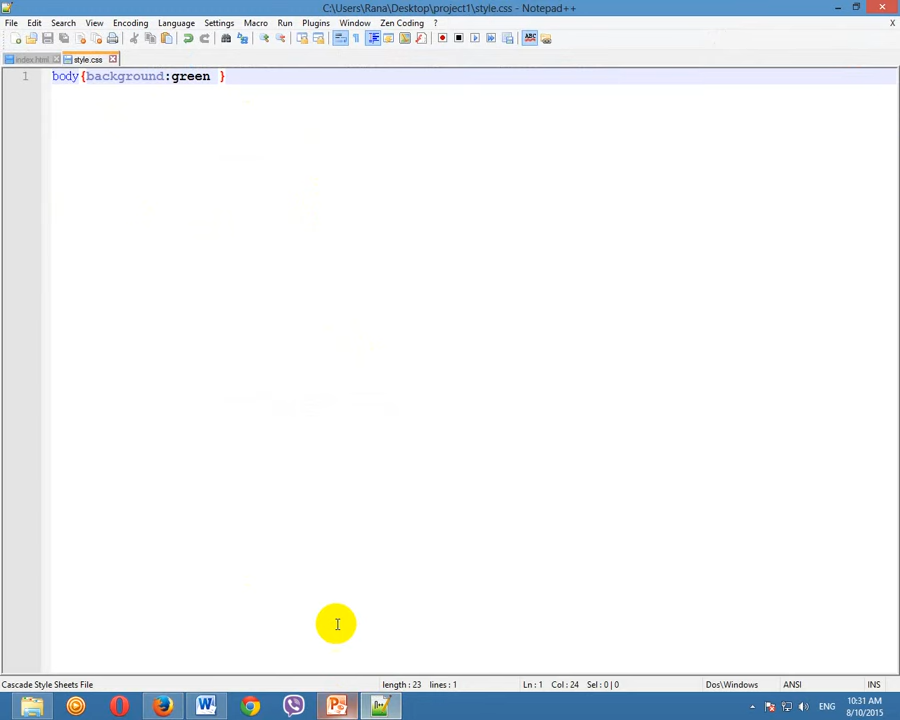 C:\Users\Rana\Desktop\project1\style.css - Notepad++
File Edit Search View Encoding Language Settings Macro Run Plugins Window Zen Coding ? X
index.html style.css
1 body{background:green }
Cascade Style Sheets File length : 23 lines : 1 Ln : 1 Col : 24 Sel : 0 | 0 Dos\Windows ANSI INS
ENG 10:31 AM
8/10/2015